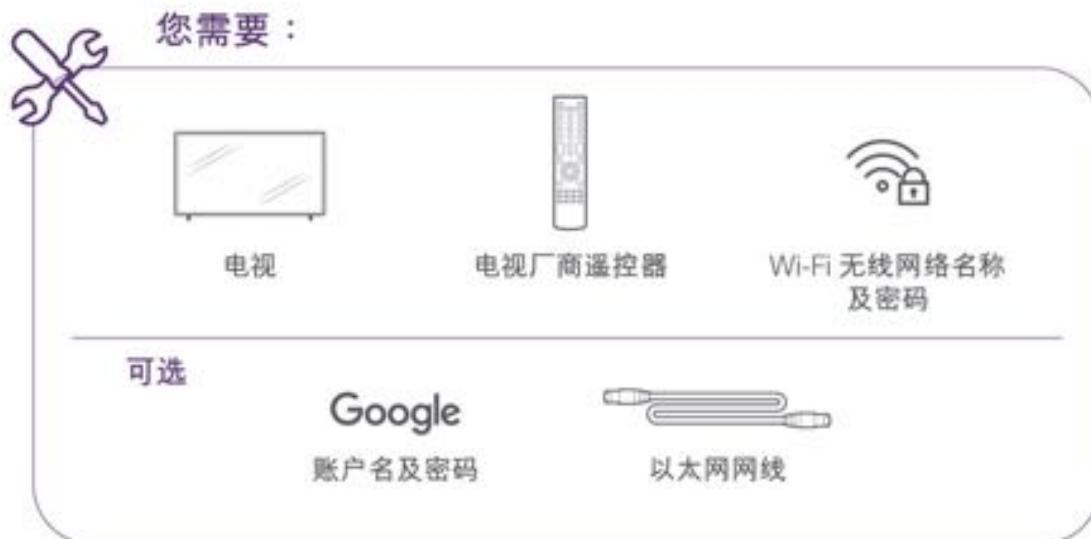 您需要：
电视
电视厂商遥控器
Wi-Fi 无线网络名称
及密码
可选
Google
账户名及密码
以太网网线